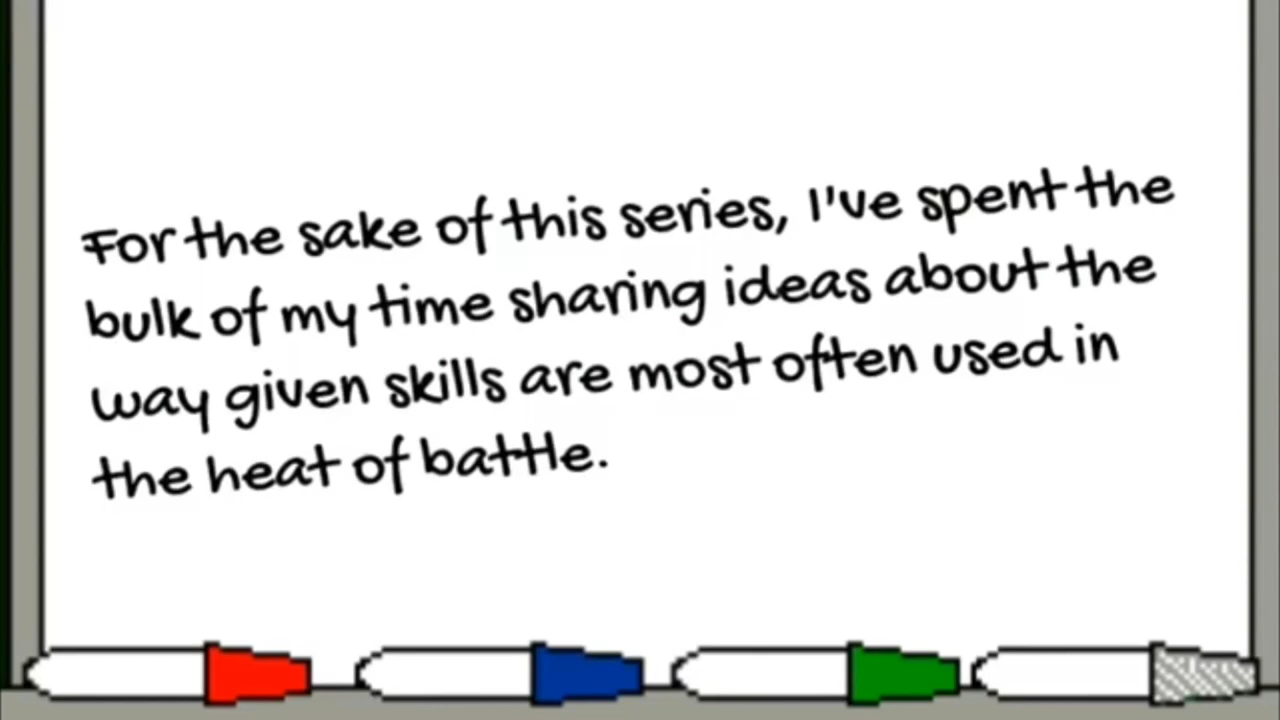 For the sake of this series, I've spent the
bulk of my time sharing ideas about the
way given skills are most often used in
the heat of battle.